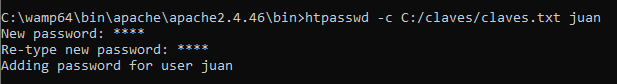 C:\wamp64\bin\apache\apache2.4.46\bin>htpasswd -c C:/claves/claves.txt juan
New password: ****
Re-type new password: ****
Adding password for user juan